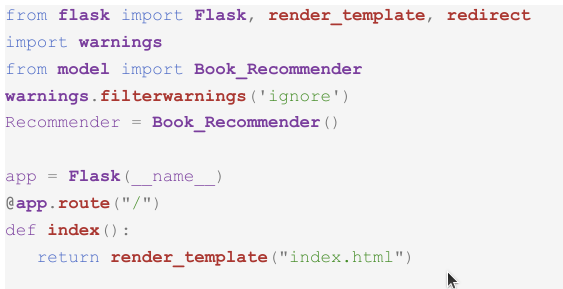 from flask import Flask, render_template, redirect
import warnings
from model import Book_Recommender
warnings.filterwarnings('ignore')
Recommender = Book_Recommender()
app = Flask(__name__)
@app.route("/")
def index():
   return render_template("index.html")